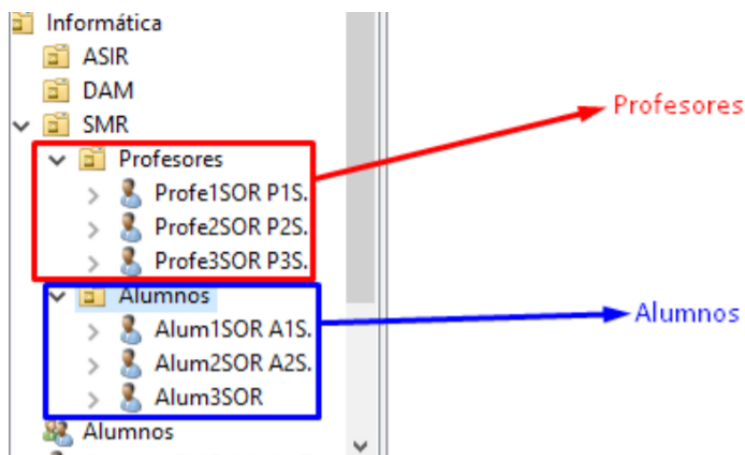 Informática
ASIR
DAM
SMR
Profesores
Profesores
Profe1SOR P1S.
Profe2SOR P2S.
Profe3SOR P3S.
Alumnos
Alumnos
Alum1SOR A1S.
Alum2SOR A2S.
Alum3SOR
Alumnos